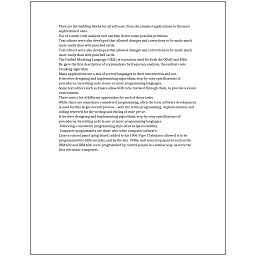 They are the building blocks for all software, from the simplest applications to the most
sophisticated ones.
Use of a static code analysis tool can help detect some possible problems.
Text editors were also developed that allowed changes and corrections to be made much
more easily than with punched cards.
Text editors were also developed that allowed changes and corrections to be made much
more easily than with punched cards.
The Unified Modeling Language (UML) is a notation used for both the OOAD and MDA.
He gave the first description of cryptanalysis by frequency analysis, the earliest code-
breaking algorithm.
Many applications use a mix of several languages in their construction and use.
It involves designing and implementing algorithms, step-by-step specifications of
procedures, by writing code in one or more programming languages.
Some text editors such as Emacs allow GDB to be invoked through them, to provide a visual
environment.
There exist a lot of different approaches for each of those tasks.
While these are sometimes considered programming, often the term software development
is used for this larger overall process – with the terms programming, implementation, and
coding reserved for the writing and editing of code per se.
It involves designing and implementing algorithms, step-by-step specifications of
procedures, by writing code in one or more programming languages.
Following a consistent programming style often helps readability.
Computer programmers are those who write computer software.
Later a control panel (plug board) added to his 1906 Type I Tabulator allowed it to be
programmed for different jobs, and by the late 1940s, unit record equipment such as the
IBM 602 and IBM 604, were programmed by control panels in a similar way, as were the
first electronic computers.